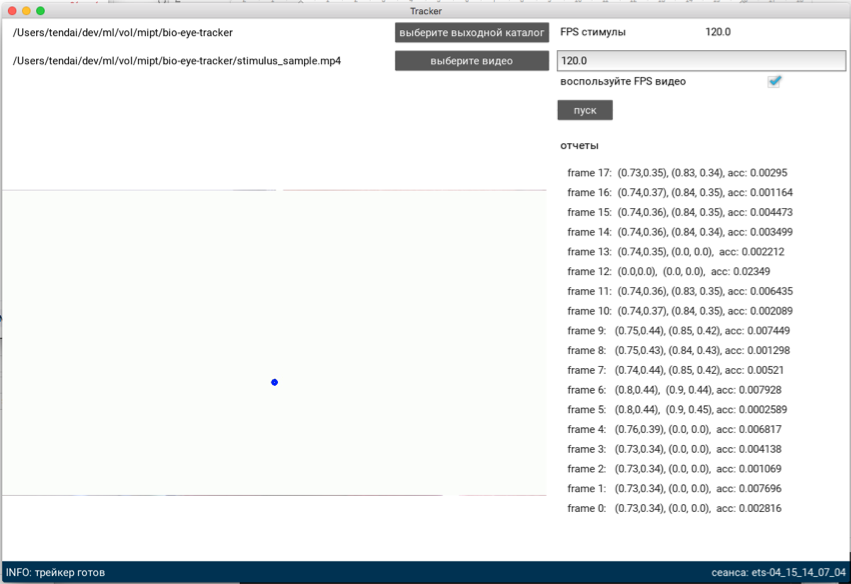 Tracker
/Users/tendai/dev/ml/vol/mipt/bio-eye-tracker
выберите выходной каталог
FPS стимулы 120.0
/Users/tendai/dev/ml/vol/mipt/bio-eye-tracker/stimulus_sample.mp4
выберите видео
120.0
воспользуйте FPS видео
пуск
отчеты
frame 17: (0.73,0.35), (0.83, 0.34), acc: 0.00295
frame 16: (0.74,0.37), (0.84, 0.35), acc: 0.001164
frame 15: (0.74,0.36), (0.84, 0.35), acc: 0.004473
frame 14: (0.74,0.36), (0.84, 0.34), acc: 0.003499
frame 13: (0.74,0.35), (0.0, 0.0), acc: 0.002212
frame 12: (0.0,0.0), (0.0, 0.0), acc: 0.02349
frame 11: (0.74,0.36), (0.83, 0.35), acc: 0.006435
frame 10: (0.74,0.37), (0.84, 0.35), acc: 0.002089
frame 9: (0.75,0.44), (0.85, 0.42), acc: 0.007449
frame 8: (0.75,0.43), (0.84, 0.43), acc: 0.001298
frame 7: (0.74,0.44), (0.85, 0.42), acc: 0.00521
frame 6: (0.8,0.44), (0.9, 0.44), acc: 0.007928
frame 5: (0.8,0.44), (0.9, 0.45), acc: 0.0002589
frame 4: (0.76,0.39), (0.0, 0.0), acc: 0.006817
frame 3: (0.73,0.34), (0.0, 0.0), acc: 0.004138
frame 2: (0.73,0.34), (0.0, 0.0), acc: 0.001069
frame 1: (0.73,0.34), (0.0, 0.0), acc: 0.007696
frame 0: (0.73,0.34), (0.0, 0.0), acc: 0.002816
INFO: трейкер готов
сеанса: ets-04_15_14_07_04